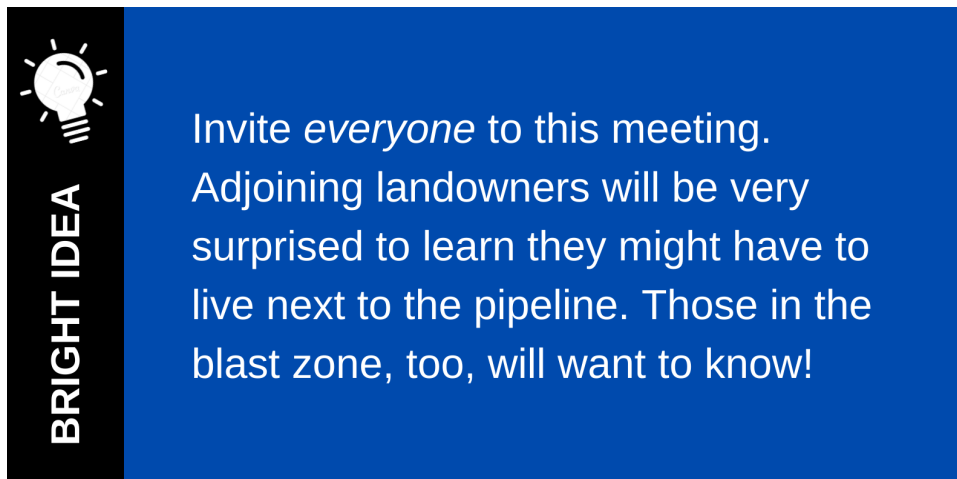 BRIGHT IDEA
Invite everyone to this meeting.
Adjoining landowners will be very
surprised to learn they might have to
live next to the pipeline. Those in the
blast zone, too, will want to know!